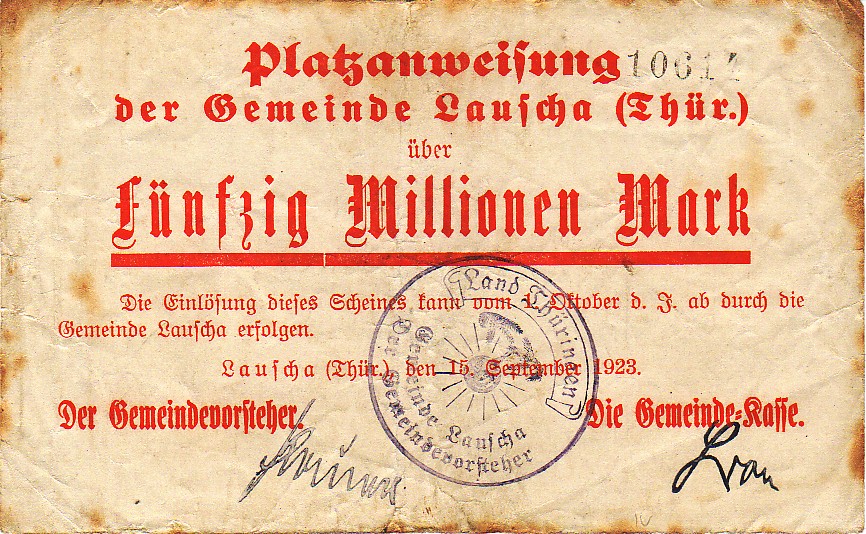 Platzanweisung
der Gemeinde Lauscha (Thür.)
über
Fünfzig Millionen Mark
Die Einlösung dieses Scheines kann vom 1. Oktober d. J. ab durch die
Gemeinde Lauscha erfolgen.
Lauscha (Thür.) den 15. September 1923.
Der Gemeindevorsteher.
Die Gemeinde-Kasse.
Land Thüringen
Gemeinde Lauscha
Der Gemeindevorsteher